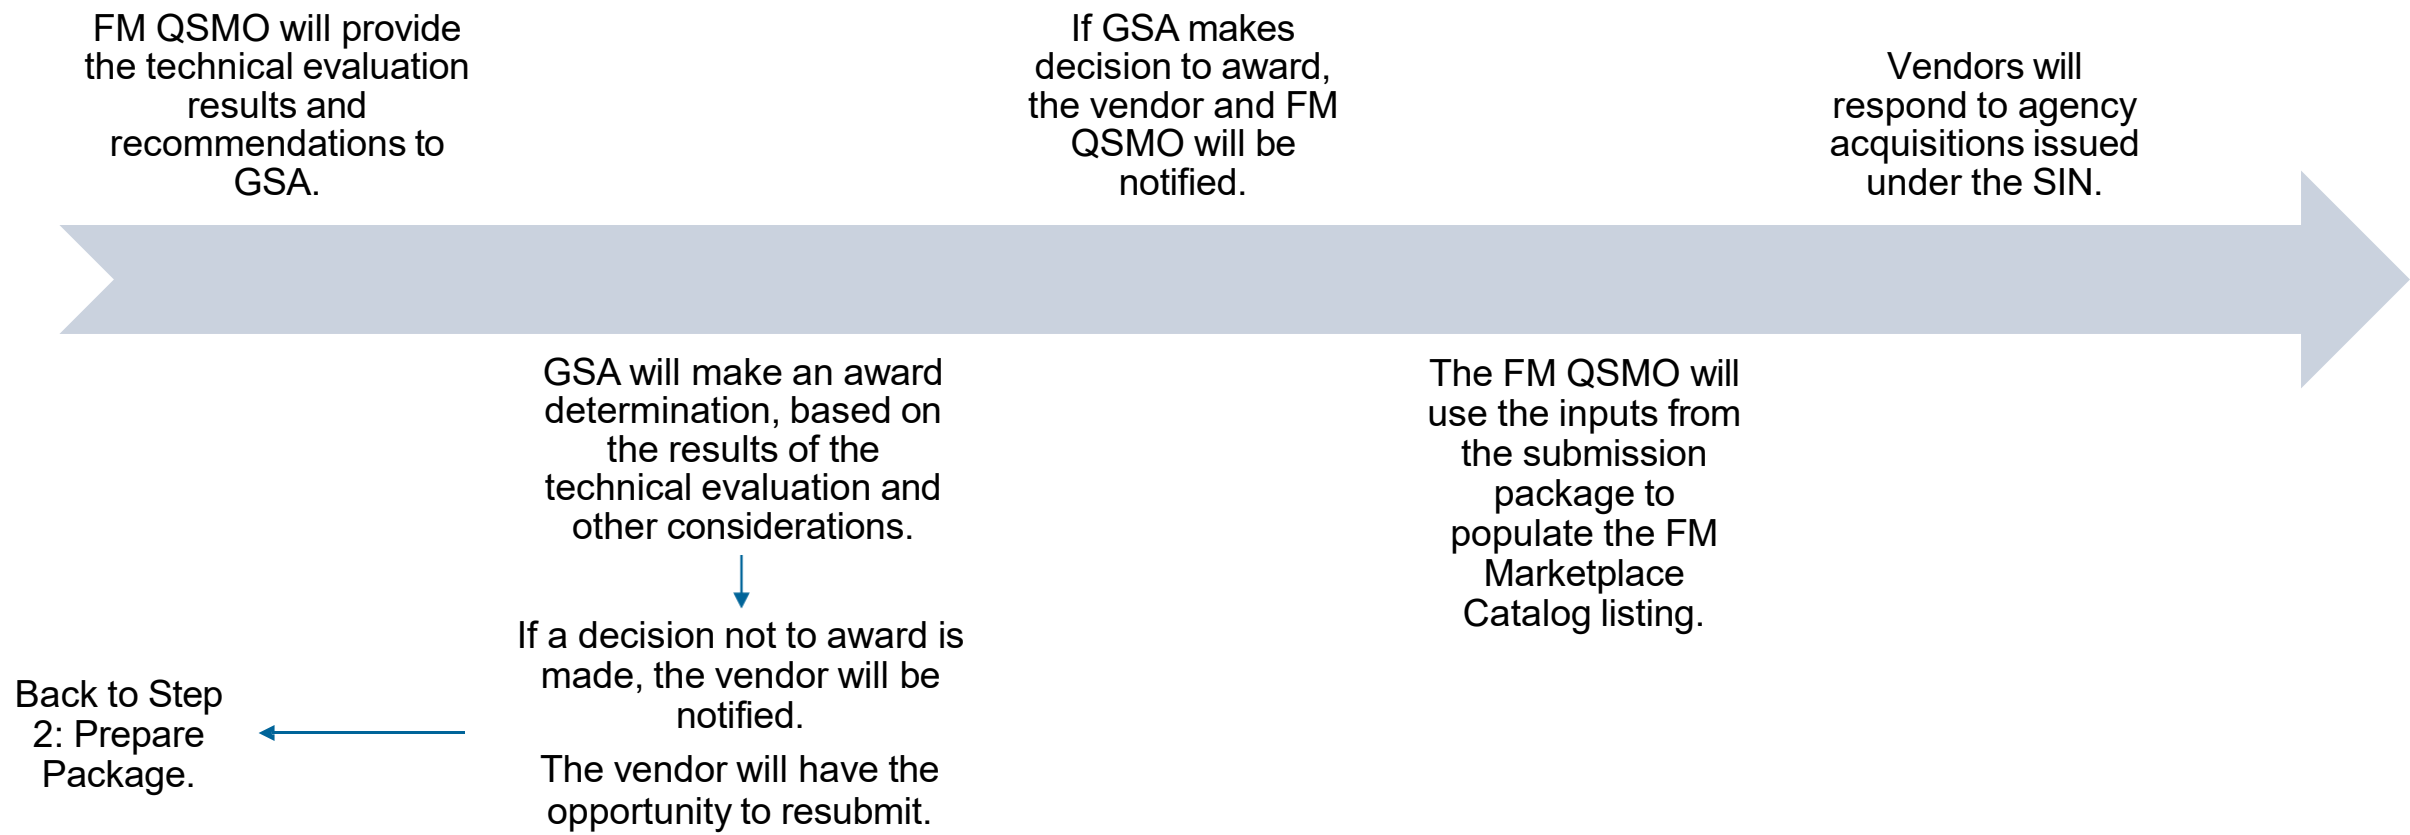 FM QSMO will provide
the technical evaluation
results and
recommendations to
GSA.
GSA will make an award
determination, based on
the results of the
technical evaluation and
other considerations.
If a decision not to award is
made, the vendor will be
notified.
The vendor will have the
opportunity to resubmit.
Back to Step
2: Prepare
Package.
If GSA makes
decision to award,
the vendor and FM
QSMO will be
notified.
The FM QSMO will
use the inputs from
the submission
package to
populate the FM
Marketplace
Catalog listing.
Vendors will
respond to agency
acquisitions issued
under the SIN.